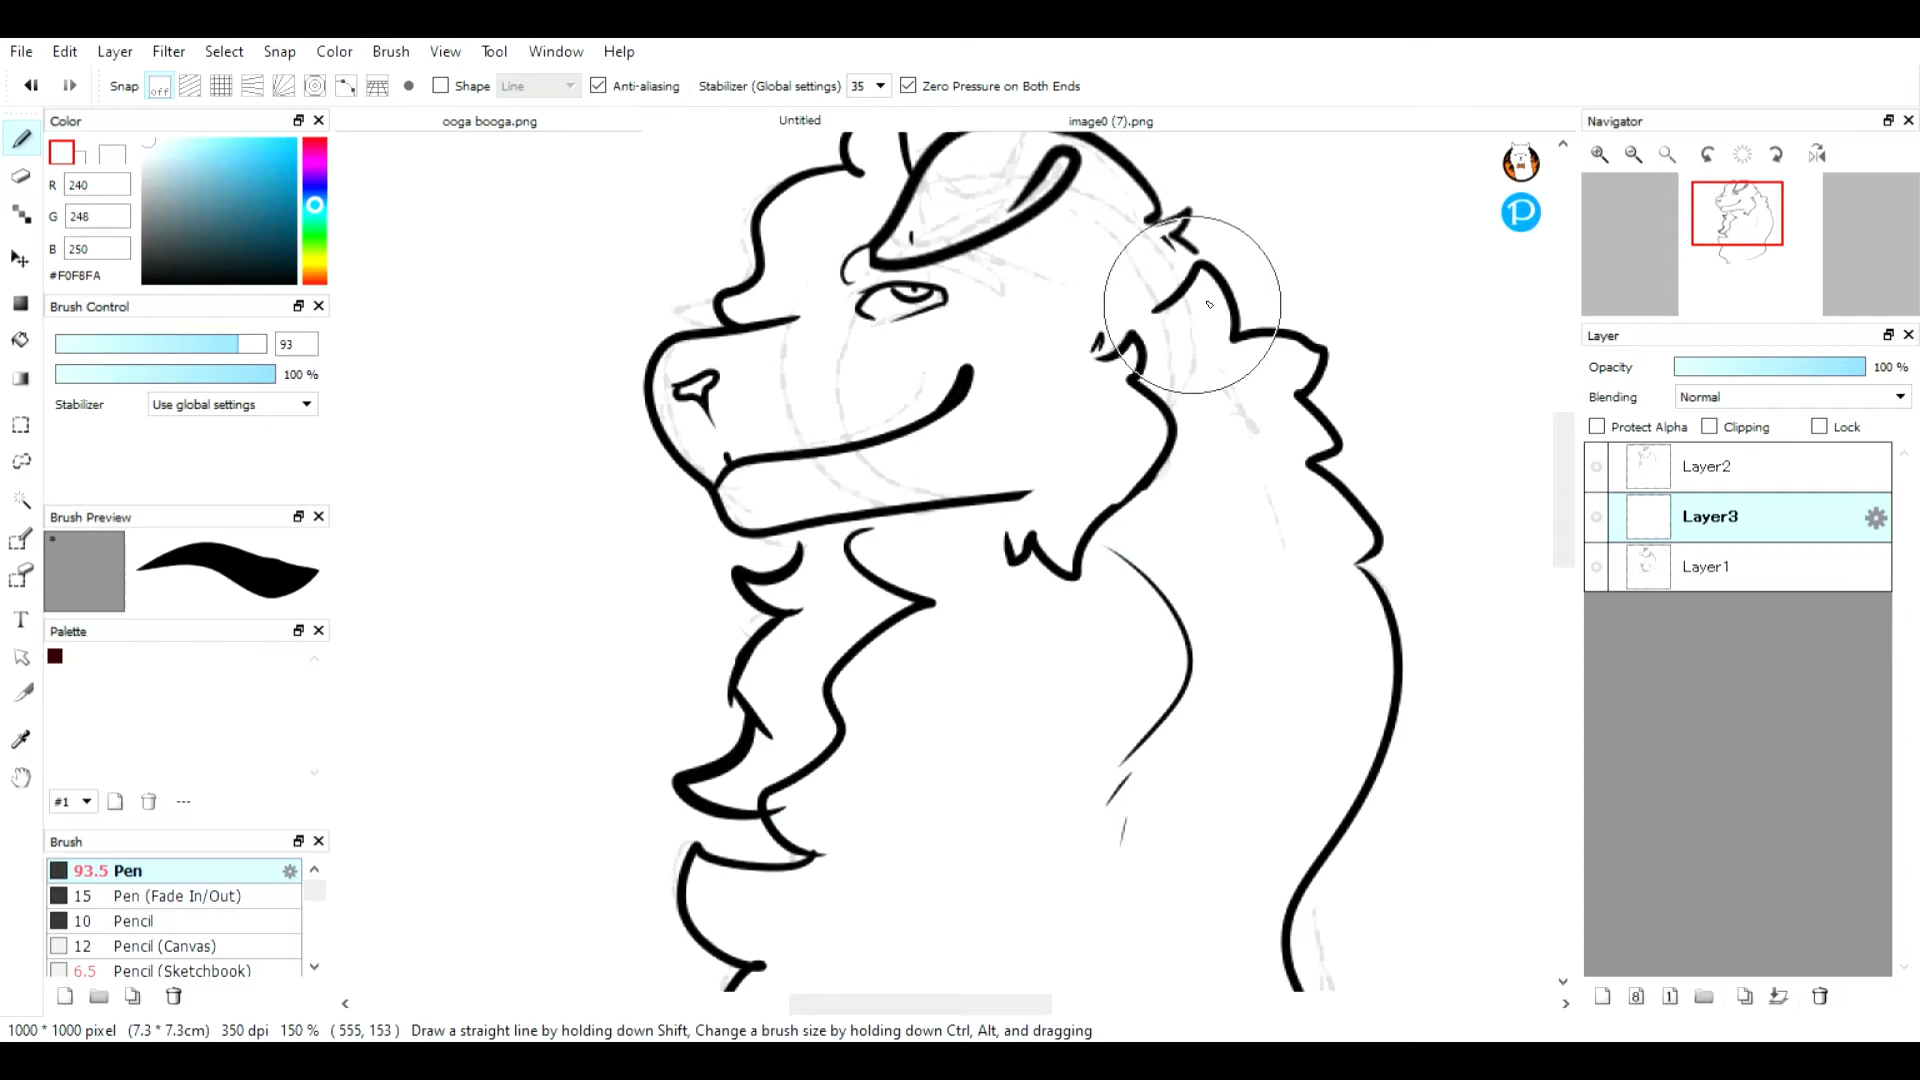 File Edit Layer Filter Select Snap Color Brush View Tool Window Help
Snap off Shape Line Anti-aliasing Stabilizer (Global settings) 35 Zero Pressure on Both Ends
Color
R 240
G 248
B 250
#F0F8FA
Brush Control
93
100 %
Stabilizer Use global settings
Brush Preview
Palette
#1
---
Brush
93.5 Pen
15 Pen (Fade In/Out)
10 Pencil
12 Pencil (Canvas)
6.5 Pencil (Sketchbook)
ooga booga.png Untitled image0 (7).png
P
Navigator
Layer
Opacity 100 %
Blending Normal
Protect Alpha Clipping Lock
Layer2
Layer3
Layer1
8 1
1000 * 1000 pixel (7.3 * 7.3cm) 350 dpi 150 % ( 555, 153 ) Draw a straight line by holding down Shift, Change a brush size by holding down Ctrl, Alt, and dragging